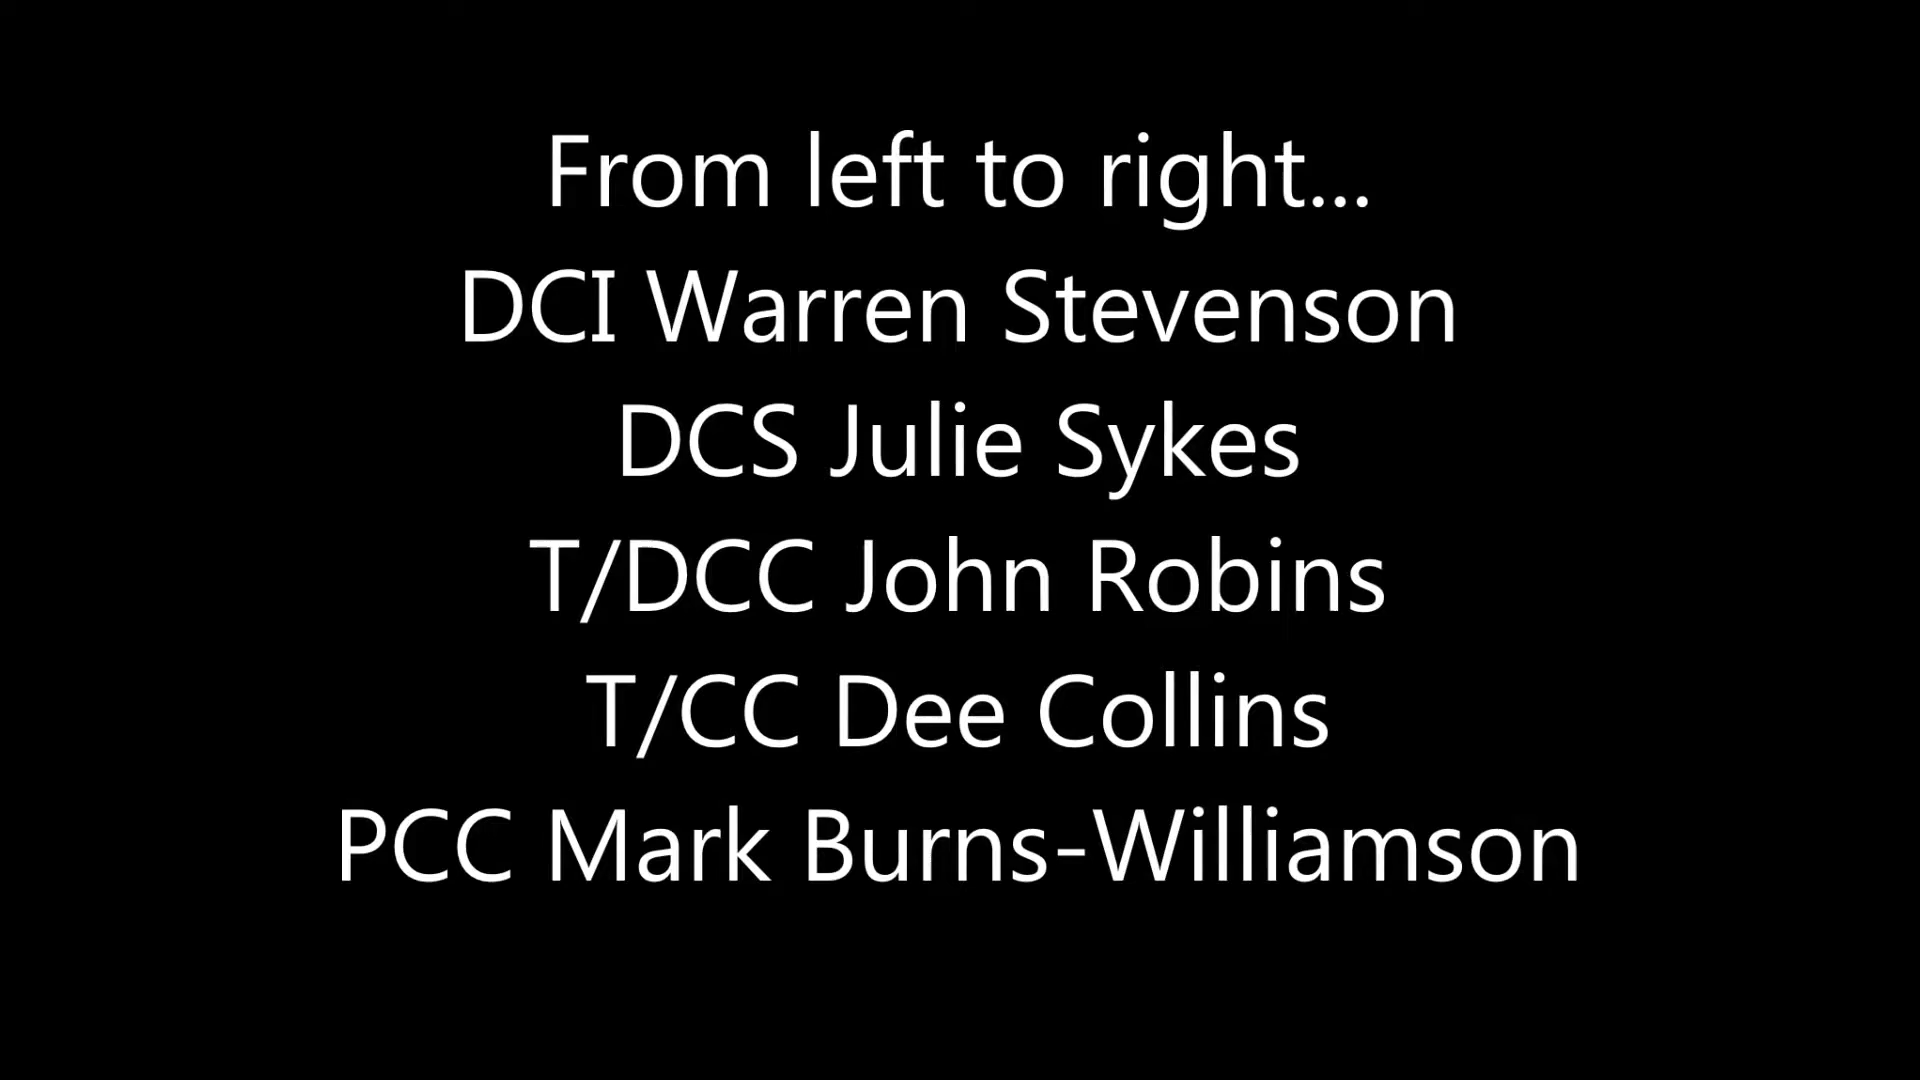 From left to right...
DCI Warren Stevenson
DCS Julie Sykes
T/DCC John Robins
T/CC Dee Collins
PCC Mark Burns-Williamson